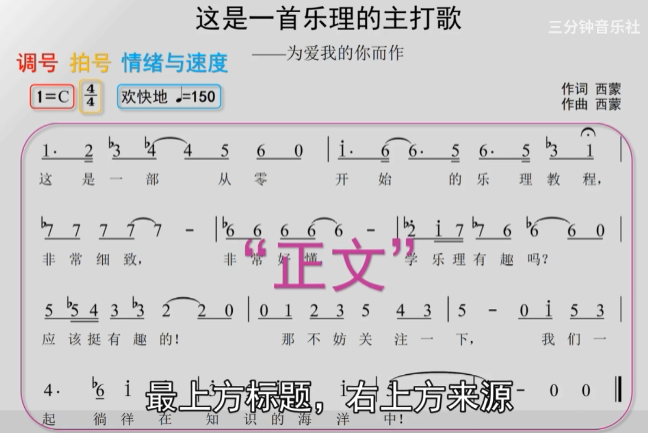 这是一首乐理的主打歌
三分钟音乐社
——为爱我的你而作
调号 拍号 情绪与速度
1=C 4/4 欢快地 ♩=150
作词 西蒙
作曲 西蒙
1· 2 ♭3 ♭4 4 5 6 0 | i· 6 6· 5 6· 5 ♭3 1 |
这 是 一 部 从 零 开 始 的 乐 理 教 程,
♭7 7 7 7 7 - | ♭6 6 6 6 6 - | ♭2 i 7 ♭7 6 ♭6 6 0 |
非 常 细 致, 非 常 好 懂, 学 乐 理 有 趣 吗?
“正文”
5 ♭5 4 3 ♭3 2 2 0 | 0 1 2 3 5 4 3 | 5 - 0 i 5 3 |
应 该 挺 有 趣 的! 那 不 妨 关 注 一 下, 我 们 一
4· ♭6 i - 0 0
起 徜 徉 在 知 识 的 海 洋 中!
最上方标题，右上方来源